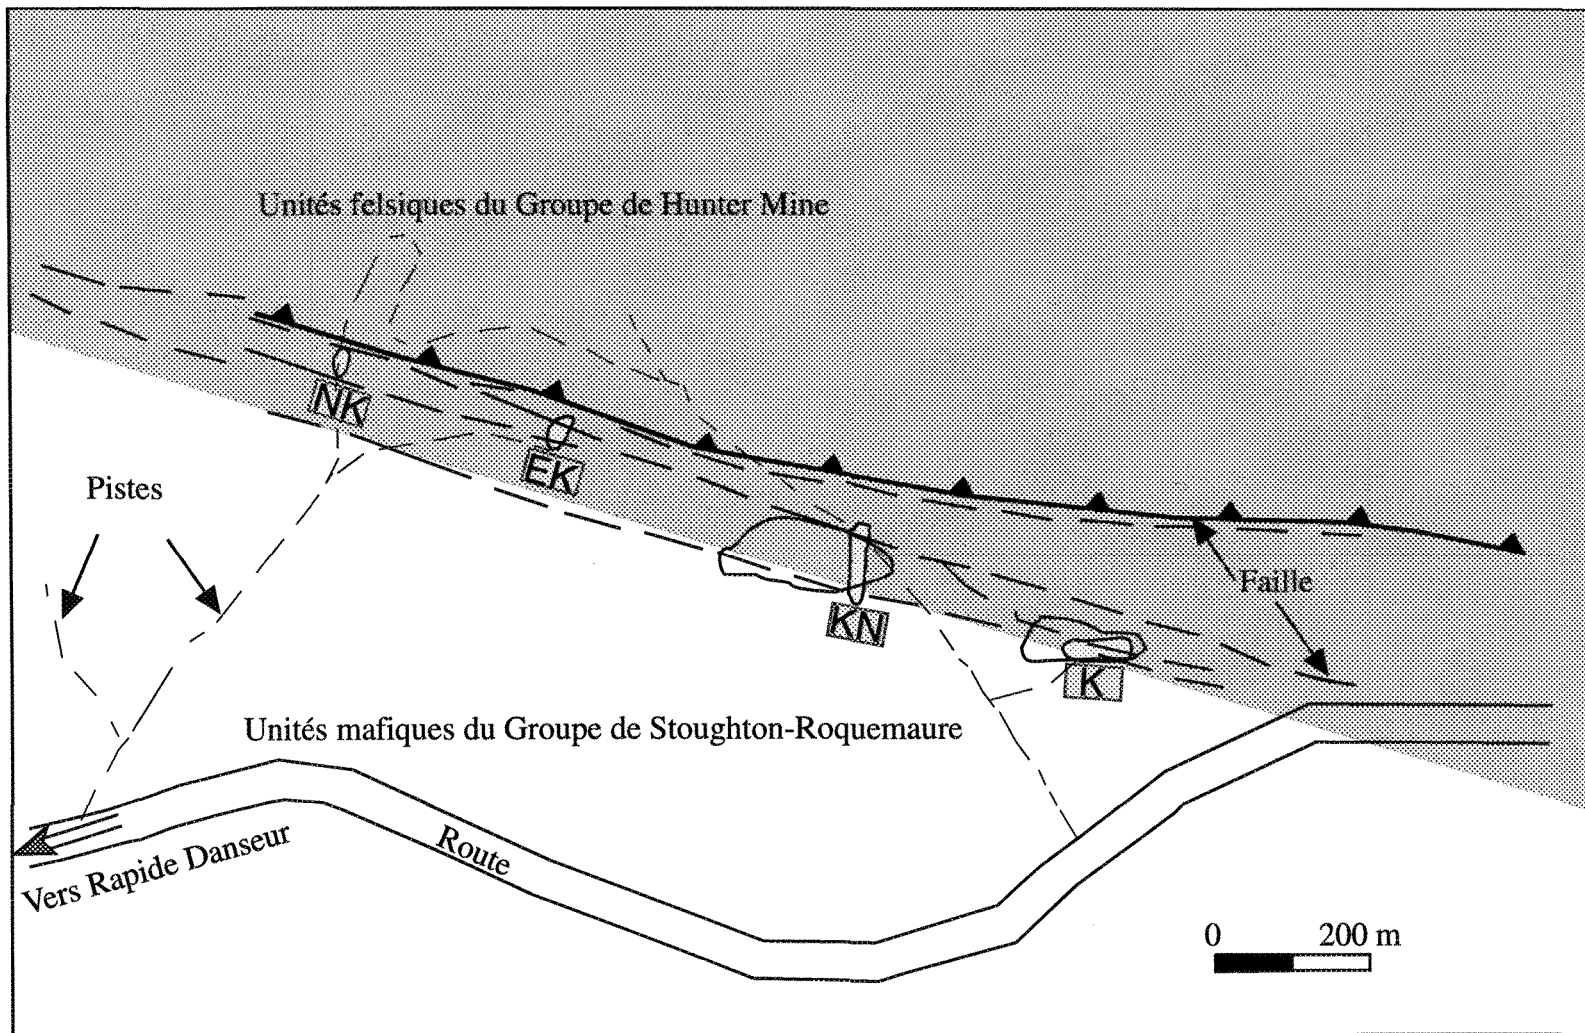 Unités felsiques du Groupe de Hunter Mine
NK
EK
Pistes
Faille
KN
K
Unités mafiques du Groupe de Stoughton-Roquemaure
Route
Vers Rapide Danseur
0 200 m